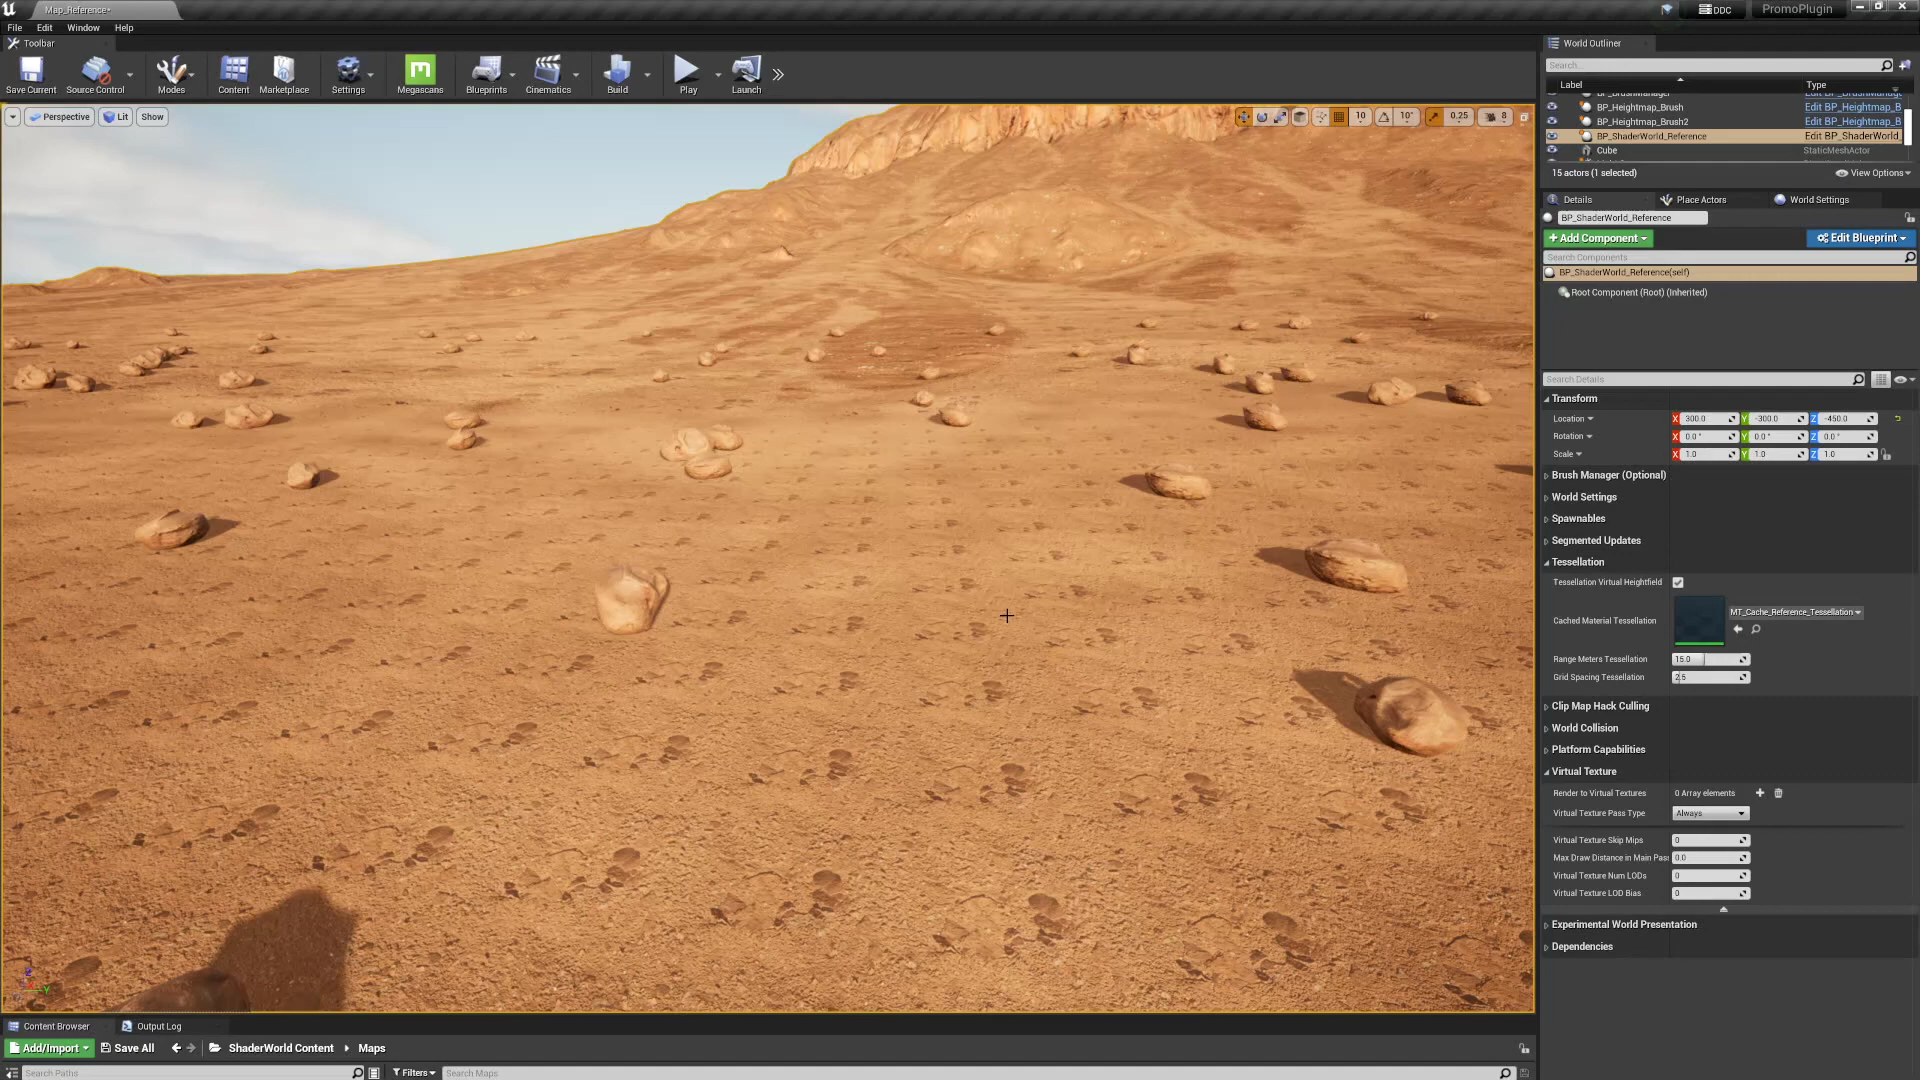 Map_Reference*
DDC
PromoPlugin
File Edit Window Help
Toolbar
Save Current
Source Control
Modes
Content
Marketplace
Settings
Megascans
Blueprints
Cinematics
Build
Play
Launch
Perspective
Lit
Show
10
10°
0.25
8
World Outliner
Search...
Label Type
BP_BrushManager
BP_Heightmap_Brush Edit BP_Heightmap_B
BP_Heightmap_Brush2 Edit BP_Heightmap_B
BP_ShaderWorld_Reference Edit BP_ShaderWorld_
Cube StaticMeshActor
15 actors (1 selected) View Options
Details Place Actors World Settings
BP_ShaderWorld_Reference
+ Add Component Edit Blueprint
Search Components
BP_ShaderWorld_Reference(self)
Root Component (Root) (Inherited)
Search Details
Transform
Location X 300.0 Y -300.0 Z -450.0
Rotation X 0.0° Y 0.0° Z 0.0°
Scale X 1.0 Y 1.0 Z 1.0
Brush Manager (Optional)
World Settings
Spawnables
Segmented Updates
Tessellation
Tessellation Virtual Heightfield
Cached Material Tessellation MT_Cache_Reference_Tessellation
Range Meters Tessellation 15.0
Grid Spacing Tessellation 2.5
Clip Map Hack Culling
World Collision
Platform Capabilities
Virtual Texture
Render to Virtual Textures 0 Array elements
Virtual Texture Pass Type Always
Virtual Texture Skip Mips 0
Max Draw Distance in Main Pas 0.0
Virtual Texture Num LODs 0
Virtual Texture LOD Bias 0
Experimental World Presentation
Dependencies
Content Browser Output Log
Add/Import Save All ShaderWorld Content Maps
Search Paths Filters Search Maps